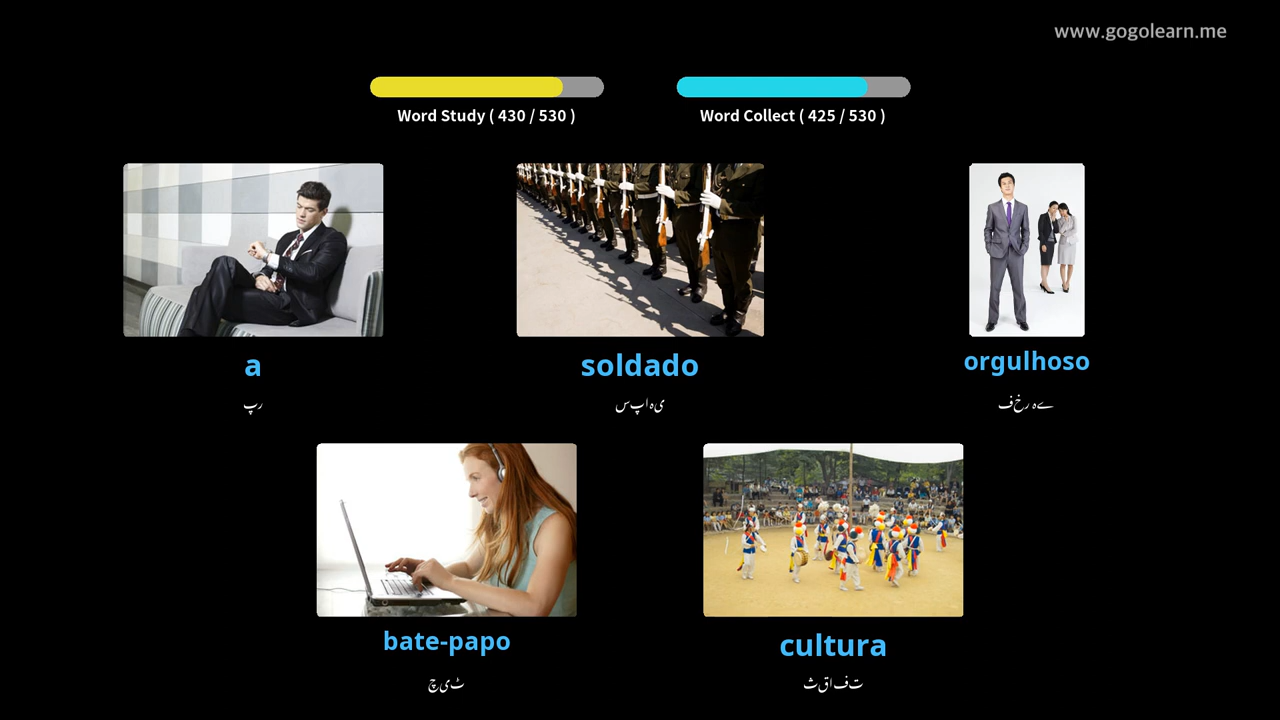 www.gogolearn.me
Word Study ( 430 / 530 )
Word Collect ( 425 / 530 )
a
رپ
soldado
یہاپس
orgulhoso
ےہ رخف
bate-papo
ٹیچ
cultura
تفاقث